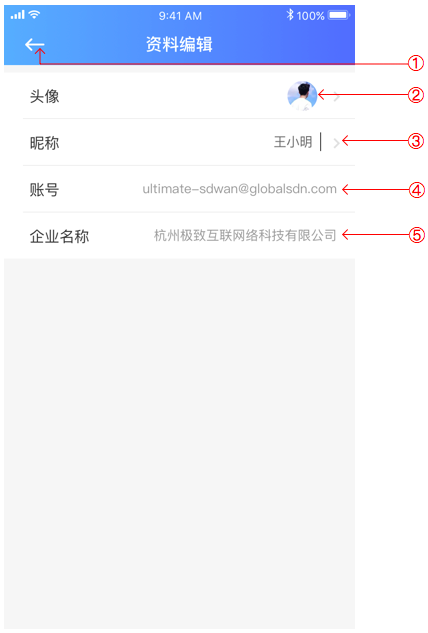 9:41 AM 100%
资料编辑
①
头像 ②
昵称 王小明 ③
账号 ultimate-sdwan@globalsdn.com ④
企业名称 杭州极致互联网络科技有限公司 ⑤